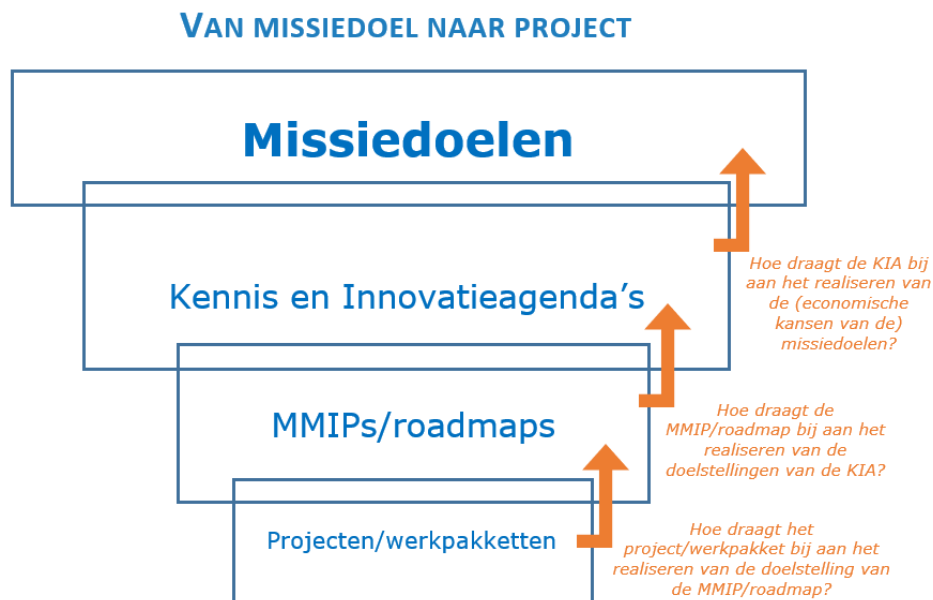 VAN MISSIEDOEL NAAR PROJECT
Missiedoelen
Kennis en Innovatieagenda’s
Hoe draagt de KIA bij
aan het realiseren van
de (economische
kansen van de)
missiedoelen?
MMIPs/roadmaps
Hoe draagt de
MMIP/roadmap bij aan het
realiseren van de
doelstellingen van de KIA?
Projecten/werkpakketten
Hoe draagt het
project/werkpakket bij aan het
realiseren van de doelstelling van
de MMIP/roadmap?